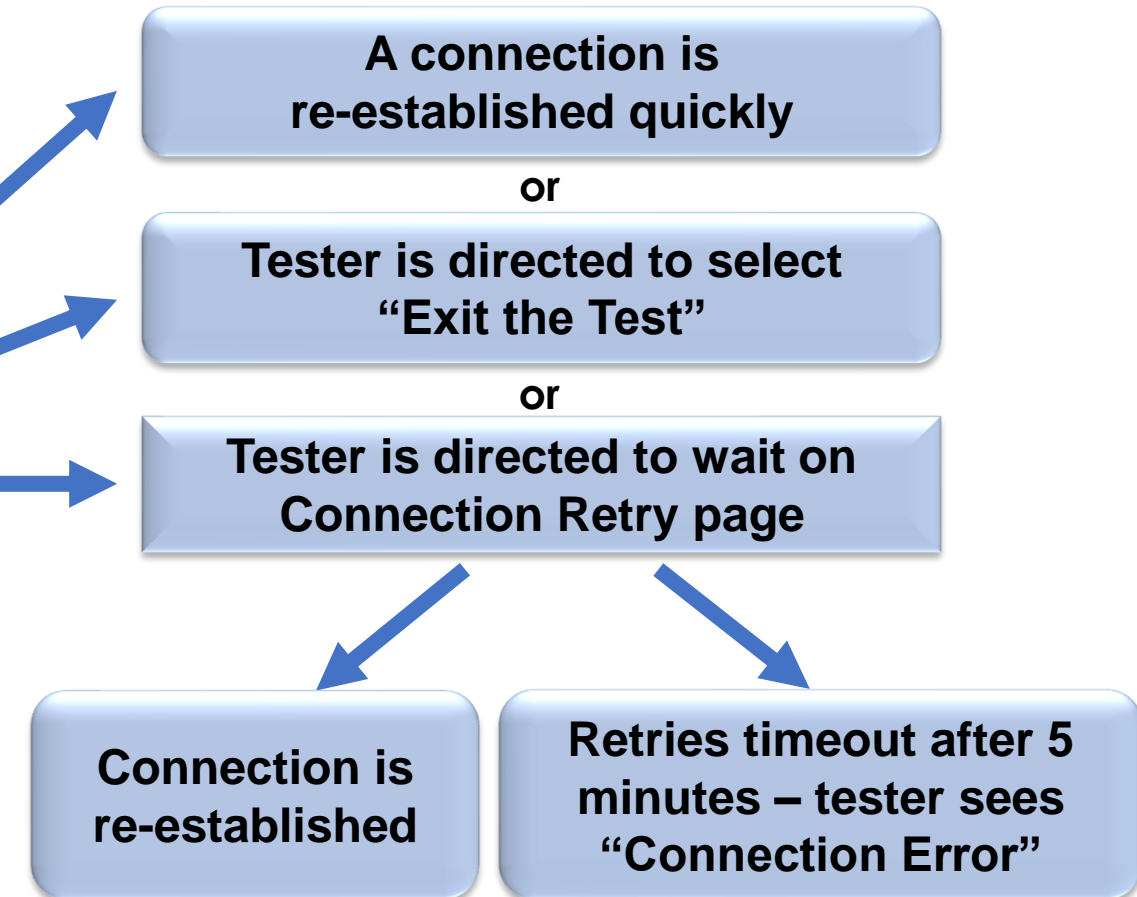 A connection is
re-established quickly
or
Tester is directed to select
“Exit the Test”
or
Tester is directed to wait on
Connection Retry page
Connection is
re-established
Retries timeout after 5
minutes – tester sees
“Connection Error”